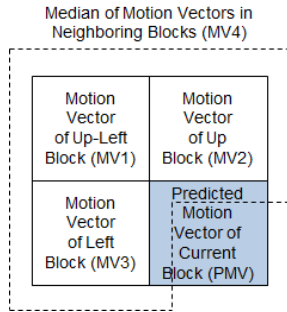 Median of Motion Vectors in
Neighboring Blocks (MV4)
Motion
Vector
of Up-Left
Block (MV1)
Motion
Vector
of Up
Block (MV2)
Motion
Vector
of Left
Block (MV3)
Predicted
Motion
Vector of
Current
Block (PMV)